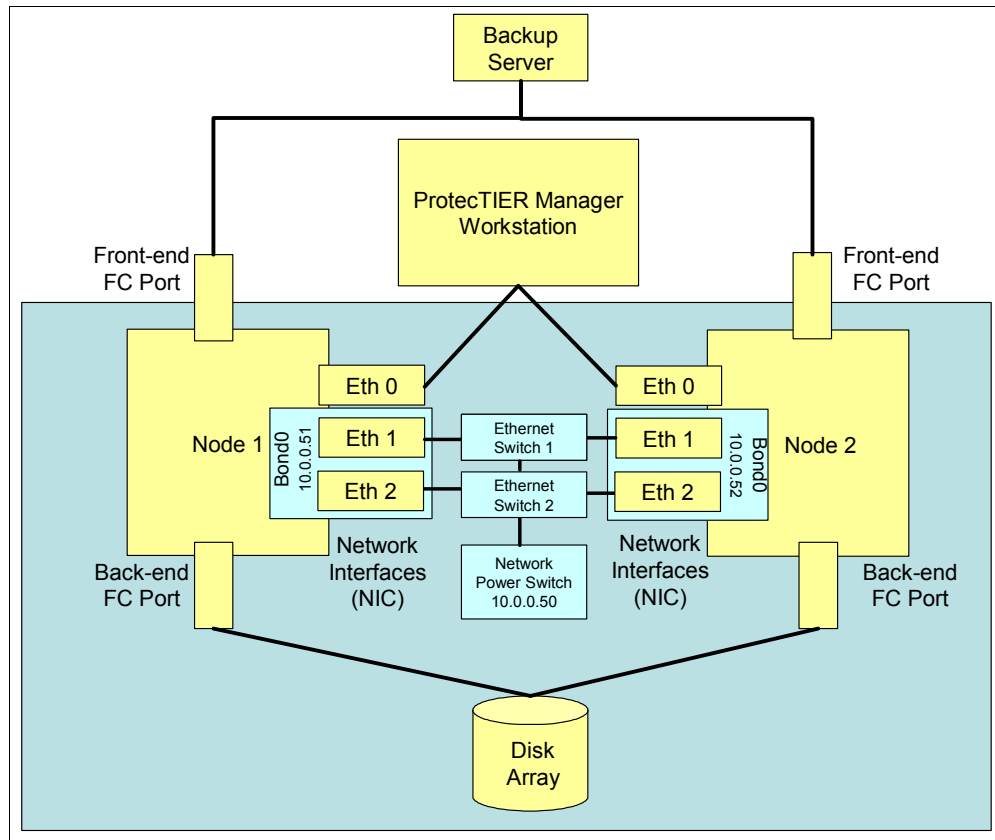 Backup
Server
ProtecTIER Manager
Workstation
Front-end
FC Port
Front-end
FC Port
Eth 0
Eth 0
Node 1
Bond0
10.0.0.51
Eth 1
Ethernet
Switch 1
Eth 1
Bond0
10.0.0.52
Node 2
Eth 2
Ethernet
Switch 2
Eth 2
Network
Interfaces
(NIC)
Network
Power Switch
10.0.0.50
Network
Interfaces
(NIC)
Back-end
FC Port
Back-end
FC Port
Disk
Array